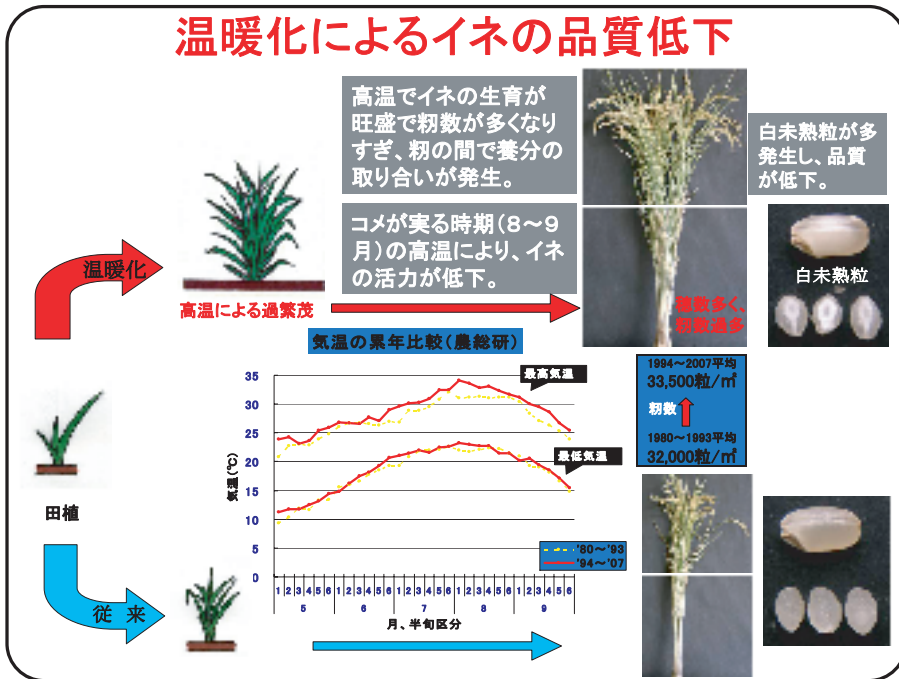 温暖化によるイネの品質低下
高温でイネの生育が
旺盛で籾数が多くなり
すぎ、籾の間で養分の
取り合いが発生。
白未熟粒が多
発生し、品質
が低下。
コメが実る時期(8〜9
月)の高温により、イネ
の活力が低下。
温暖化
高温による過繁茂
穂数多く、
籾数過多
白未熟粒
気温の累年比較(農総研)
最高気温
最低気温
気温(℃)
35
30
25
20
15
10
5
0
'80〜'93
'94〜'07
1 2 3 4 5 6 1 2 3 4 5 6 1 2 3 4 5 6 1 2 3 4 5 6 1 2 3 4 5 6
5 6 7 8 9
月、半旬区分
1994〜2007平均
33,500粒/㎡
籾数
1980〜1993平均
32,000粒/㎡
田植
従 来